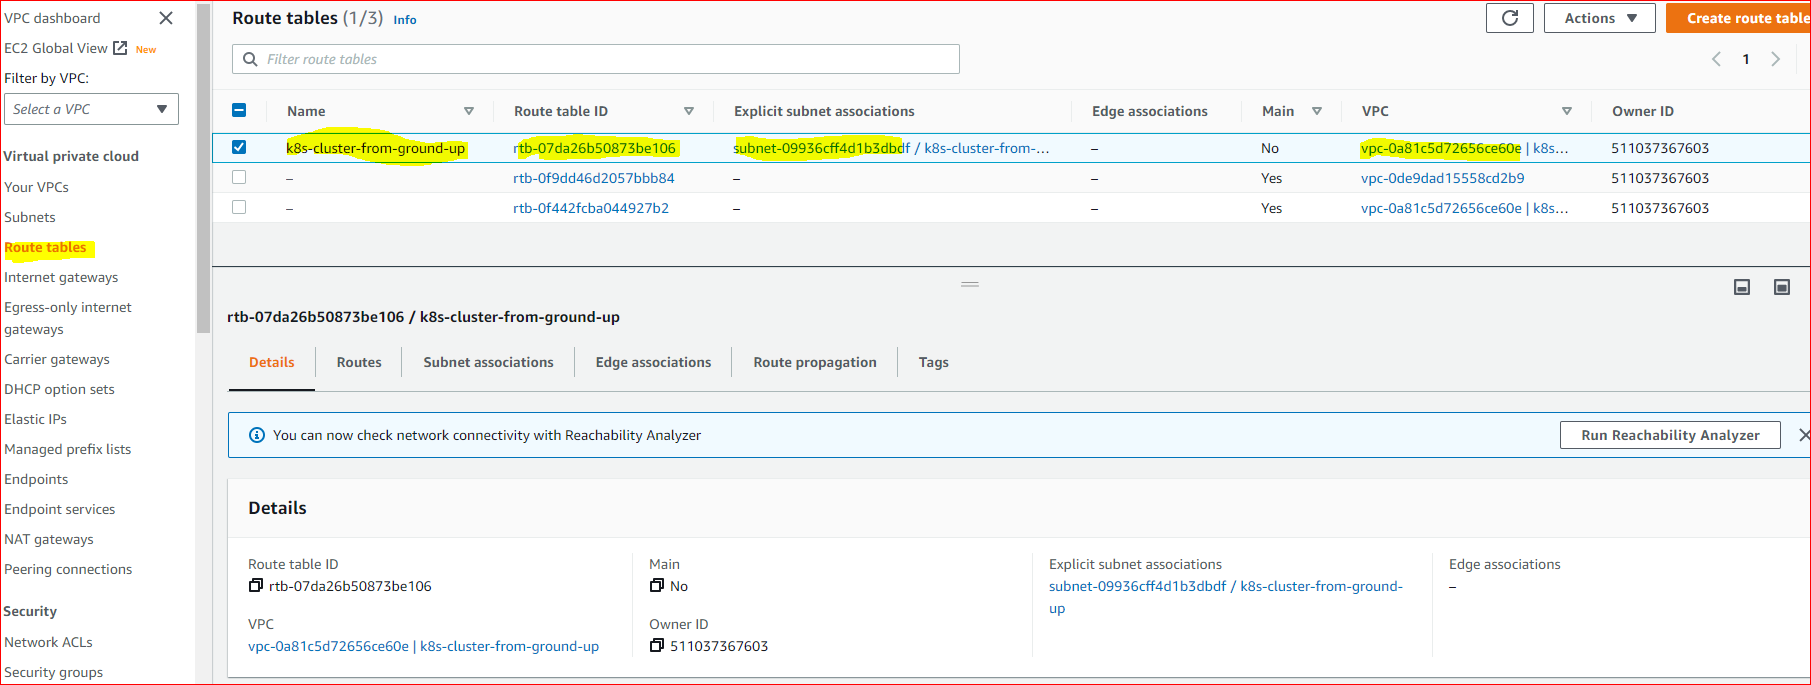 VPC dashboard
EC2 Global View New
Filter by VPC:
Select a VPC
Virtual private cloud
Your VPCs
Subnets
Route tables
Internet gateways
Egress-only internet
gateways
Carrier gateways
DHCP option sets
Elastic IPs
Managed prefix lists
Endpoints
Endpoint services
NAT gateways
Peering connections
Security
Network ACLs
Security groups
Route tables (1/3) Info
Actions
Create route table
Filter route tables
1
Name Route table ID Explicit subnet associations Edge associations Main VPC Owner ID
k8s-cluster-from-ground-up rtb-07da26b50873be106 subnet-09936cff4d1b3dbdf / k8s-cluster-from-... – No vpc-0a81c5d72656ce60e | k8s... 511037367603
– rtb-0f9dd46d2057bbb84 – – Yes vpc-0de9dad15558cd2b9 511037367603
– rtb-0f442fcba044927b2 – – Yes vpc-0a81c5d72656ce60e | k8s... 511037367603
rtb-07da26b50873be106 / k8s-cluster-from-ground-up
Details Routes Subnet associations Edge associations Route propagation Tags
You can now check network connectivity with Reachability Analyzer
Run Reachability Analyzer
Details
Route table ID
rtb-07da26b50873be106
VPC
vpc-0a81c5d72656ce60e | k8s-cluster-from-ground-up
Main
No
Owner ID
511037367603
Explicit subnet associations
subnet-09936cff4d1b3dbdf / k8s-cluster-from-ground-
up
Edge associations
–